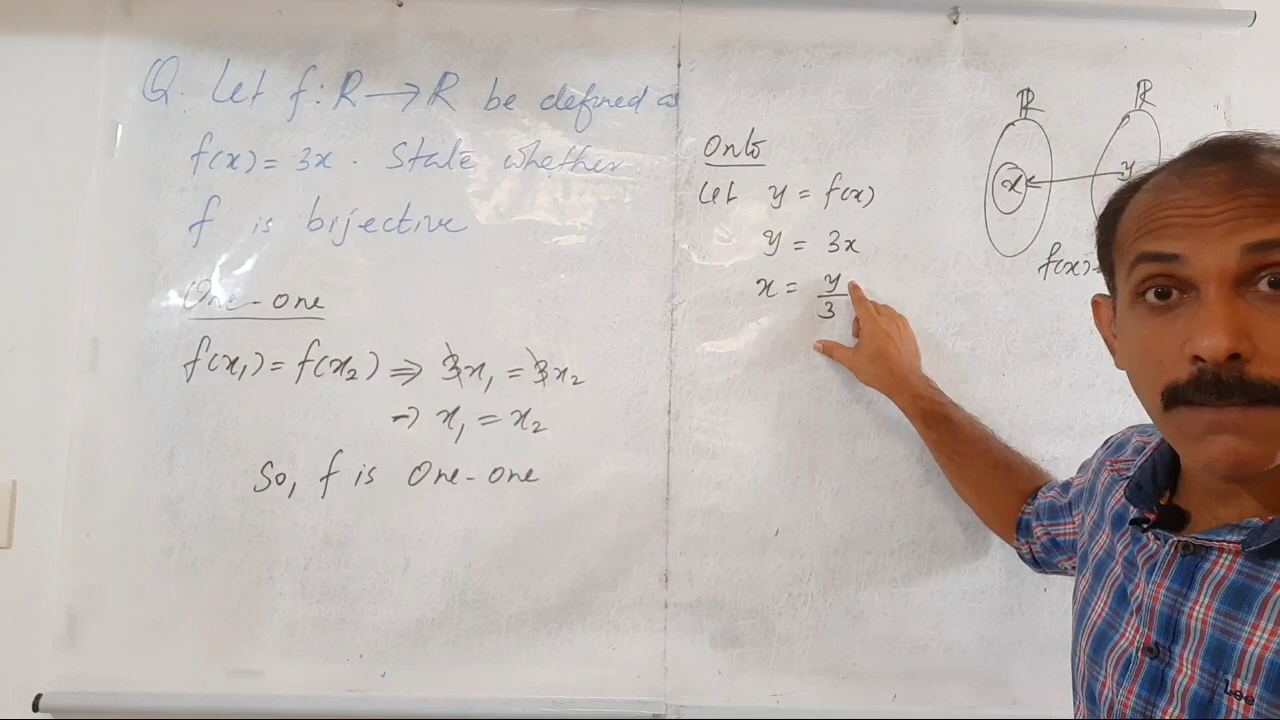 Q. Let f : R → R be defined as
f(x) = 3x. State whether
f is bijective
One-one
f(x₁) = f(x₂) ⇒ 3x₁ = 3x₂
→ x₁ = x₂
So, f is One-one
Onto
Let y = f(x)
y = 3x
x = y/3
R R
x y
f(x)=
Lee